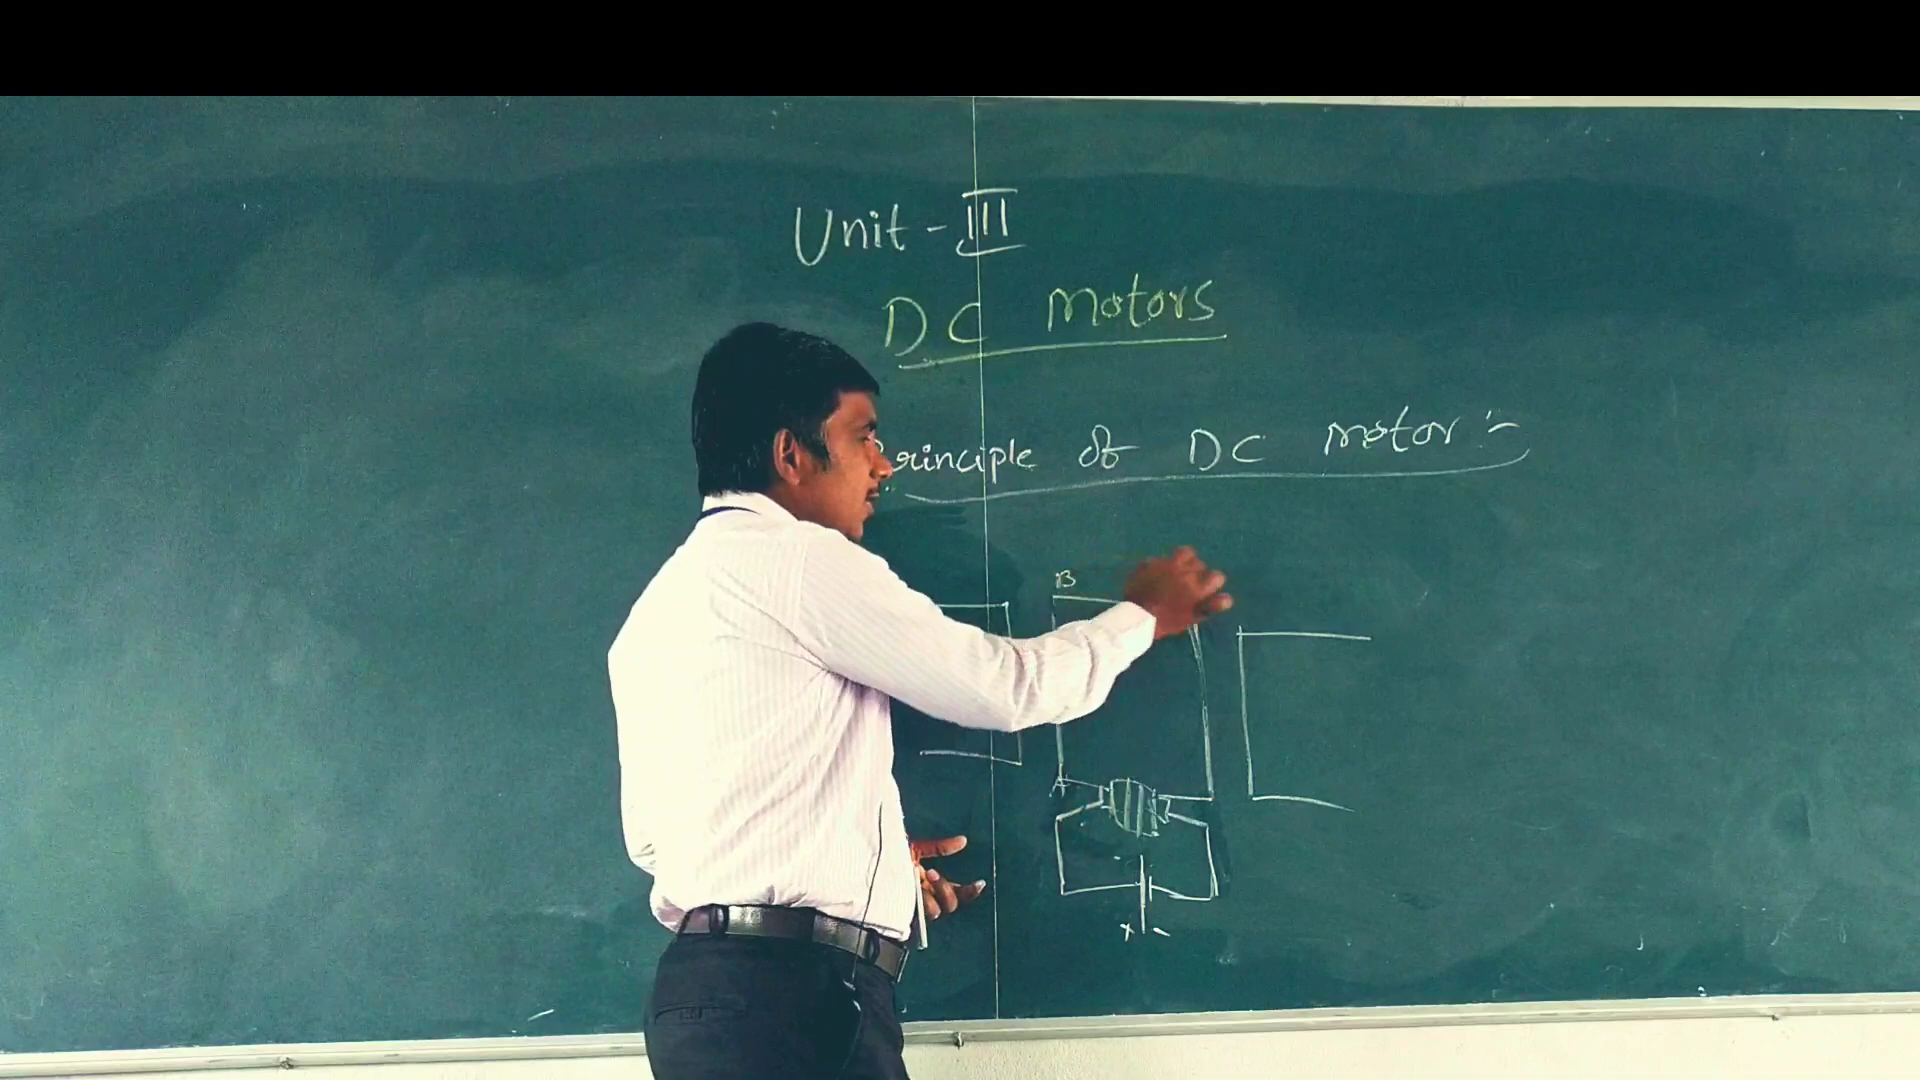 Unit - III
DC Motors
Principle of DC Motor :-
B
A
+ -